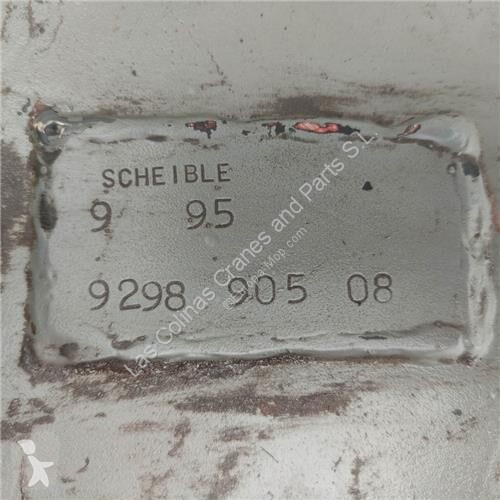 SCHEIBLE
9 95
9298 905 08
Las Colinas Cranes and Parts S.L.